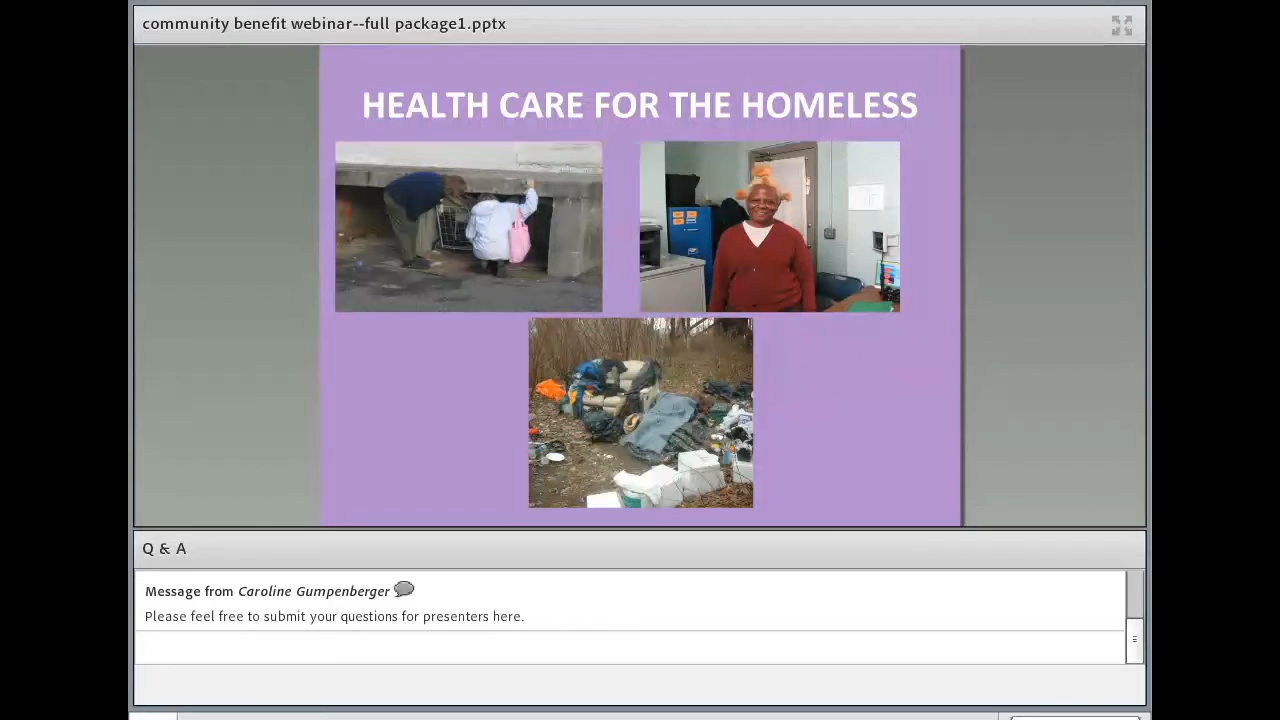 community benefit webinar--full package1.pptx
HEALTH CARE FOR THE HOMELESS
Q & A
Message from Caroline Gumpenberger
Please feel free to submit your questions for presenters here.